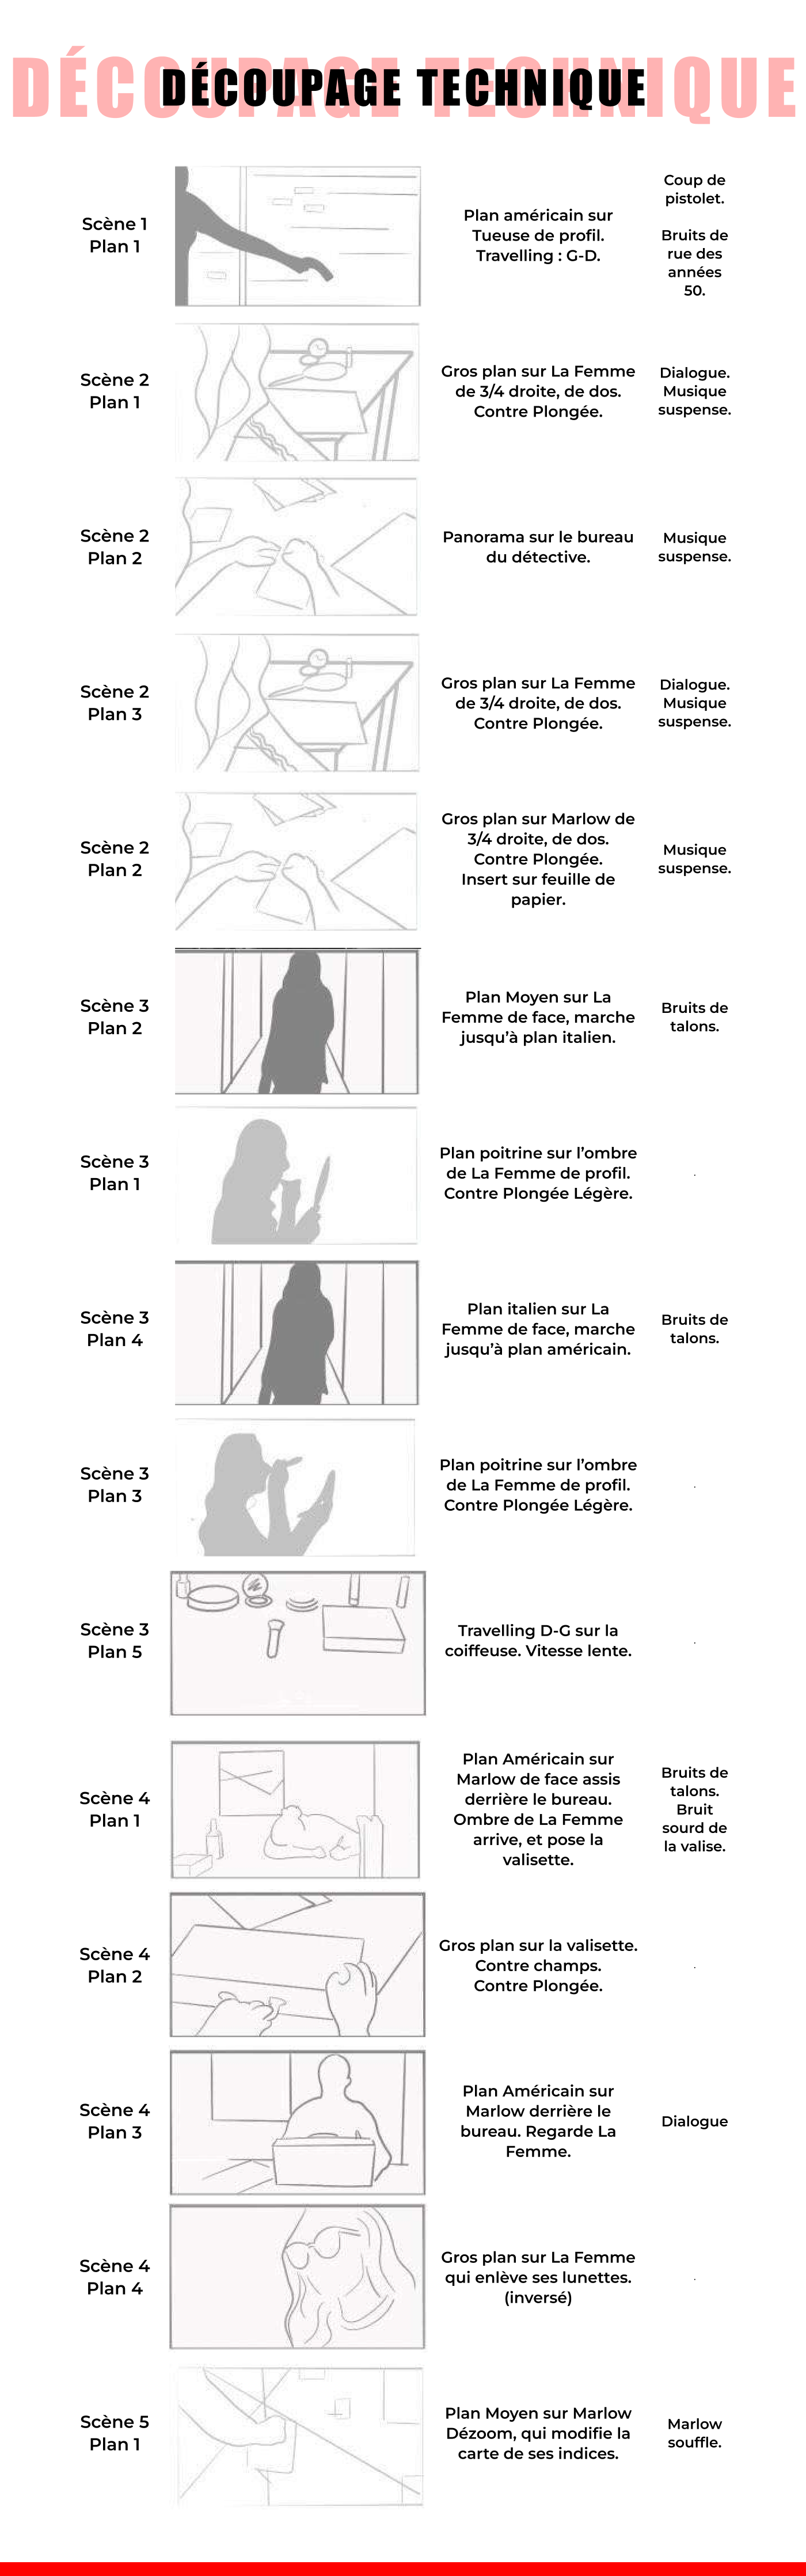 DÉCOUPAGE TECHNIQUE
DÉCOUPAGE TECHNIQUE
Scène 1
Plan 1
Plan américain sur
Tueuse de profil.
Travelling : G-D.
Coup de
pistolet.
Bruits de
rue des
années
50.
Scène 2
Plan 1
Gros plan sur La Femme
de 3/4 droite, de dos.
Contre Plongée.
Dialogue.
Musique
suspense.
Scène 2
Plan 2
Panorama sur le bureau
du détective.
Musique
suspense.
Scène 2
Plan 3
Gros plan sur La Femme
de 3/4 droite, de dos.
Contre Plongée.
Dialogue.
Musique
suspense.
Scène 2
Plan 2
Gros plan sur Marlow de
3/4 droite, de dos.
Contre Plongée.
Insert sur feuille de
papier.
Musique
suspense.
Scène 3
Plan 2
Plan Moyen sur La
Femme de face, marche
jusqu’à plan italien.
Bruits de
talons.
Scène 3
Plan 1
Plan poitrine sur l’ombre
de La Femme de profil.
Contre Plongée Légère.
.
Scène 3
Plan 4
Plan italien sur La
Femme de face, marche
jusqu’à plan américain.
Bruits de
talons.
Scène 3
Plan 3
Plan poitrine sur l’ombre
de La Femme de profil.
Contre Plongée Légère.
.
Scène 3
Plan 5
Travelling D-G sur la
coiffeuse. Vitesse lente.
.
Scène 4
Plan 1
Plan Américain sur
Marlow de face assis
derrière le bureau.
Ombre de La Femme
arrive, et pose la
valisette.
Bruits de
talons.
Bruit
sourd de
la valise.
Scène 4
Plan 2
Gros plan sur la valisette.
Contre champs.
Contre Plongée.
.
Scène 4
Plan 3
Plan Américain sur
Marlow derrière le
bureau. Regarde La
Femme.
Dialogue
Scène 4
Plan 4
Gros plan sur La Femme
qui enlève ses lunettes.
(inversé)
.
Scène 5
Plan 1
Plan Moyen sur Marlow
Dézoom, qui modifie la
carte de ses indices.
Marlow
souffle.